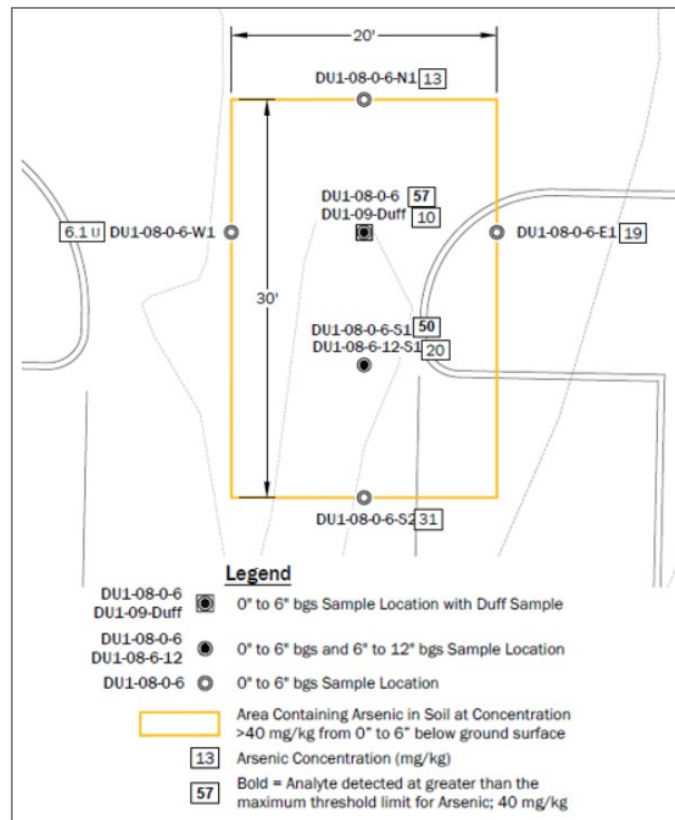 20'
DU1-08-0-6-N1 13
DU1-08-0-6 57
DU1-09-Duff 10
6.1 U DU1-08-0-6-W1
DU1-08-0-6-E1 19
30'
DU1-08-0-6-S1 50
DU1-08-6-12-S1 20
DU1-08-0-6-S2 31
Legend
DU1-08-0-6
DU1-09-Duff
0" to 6" bgs Sample Location with Duff Sample
DU1-08-0-6
DU1-08-6-12
0" to 6" bgs and 6" to 12" bgs Sample Location
DU1-08-0-6
0" to 6" bgs Sample Location
Area Containing Arsenic in Soil at Concentration
>40 mg/kg from 0" to 6" below ground surface
13 Arsenic Concentration (mg/kg)
57 Bold = Analyte detected at greater than the
maximum threshold limit for Arsenic; 40 mg/kg